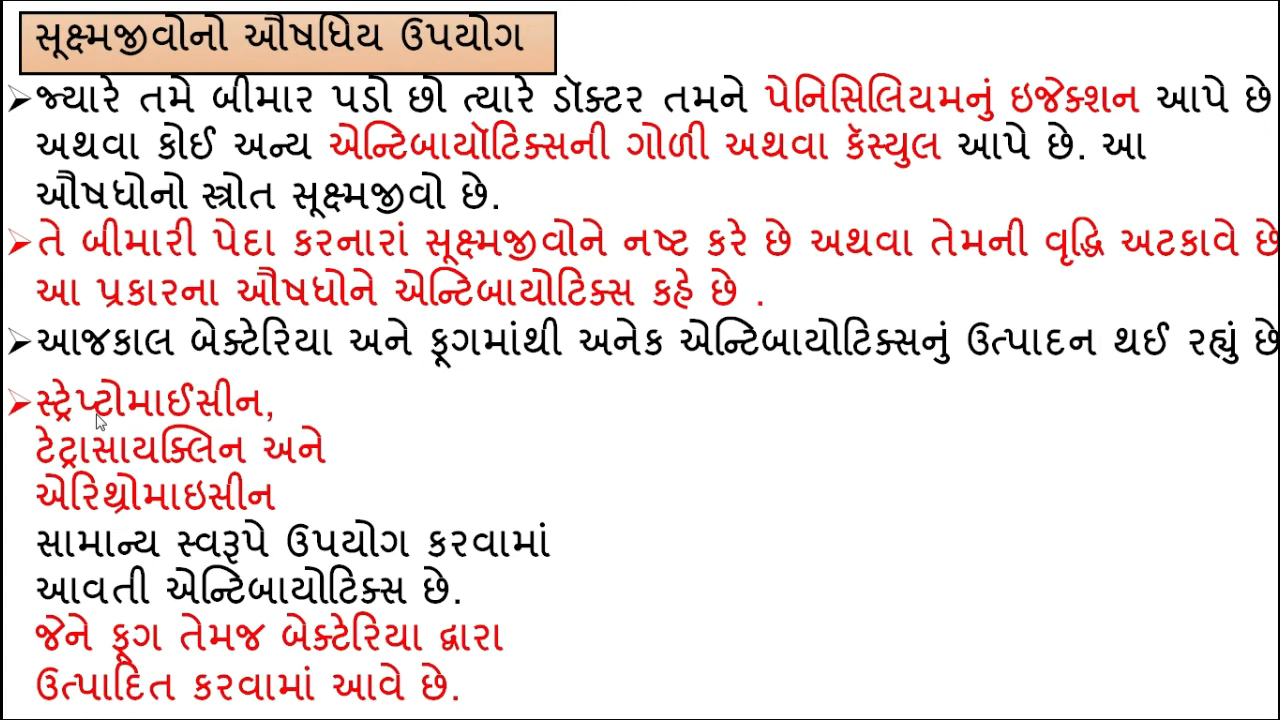 સૂક્ષ્મજીવોનો ઔષધિય ઉપયોગ
➢જ્યારે તમે બીમાર પડો છો ત્યારે ડૉક્ટર તમને પેનિસિલિયમનું ઇજેક્શન આપે છે
અથવા કોઈ અન્ય એન્ટિબાયૉટિક્સની ગોળી અથવા કૅસ્યુલ આપે છે. આ
ઔષધોનો સ્ત્રોત સૂક્ષ્મજીવો છે.
➢તે બીમારી પેદા કરનારાં સૂક્ષ્મજીવોને નષ્ટ કરે છે અથવા તેમની વૃદ્ધિ અટકાવે છે
આ પ્રકારના ઔષધોને એન્ટિબાયોટિક્સ કહે છે .
➢આજકાલ બેક્ટેરિયા અને ફૂગમાંથી અનેક એન્ટિબાયોટિક્સનું ઉત્પાદન થઈ રહ્યું છે
➢સ્ટ્રેપ્ટોમાઈસીન,
ટેટ્રાસાયક્લિન અને
એરિથ્રોમાઇસીન
સામાન્ય સ્વરૂપે ઉપયોગ કરવામાં
આવતી એન્ટિબાયોટિક્સ છે.
જેને ફૂગ તેમજ બેક્ટેરિયા દ્વારા
ઉત્પાદિત કરવામાં આવે છે.